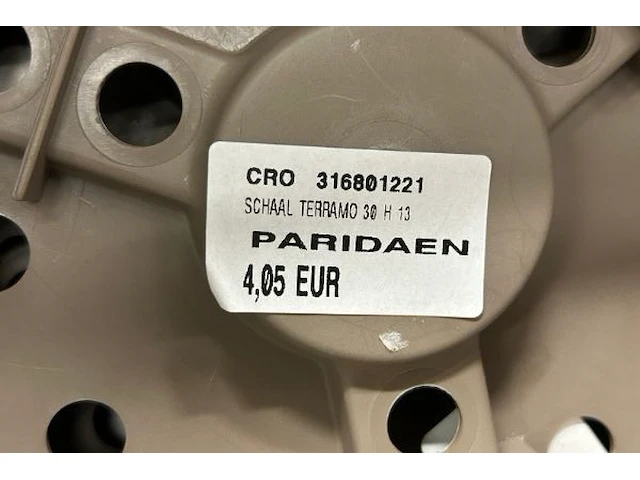 CRO 316801221
SCHAAL TERRAMO 30 H 13
PARIDAEN
4,05 EUR